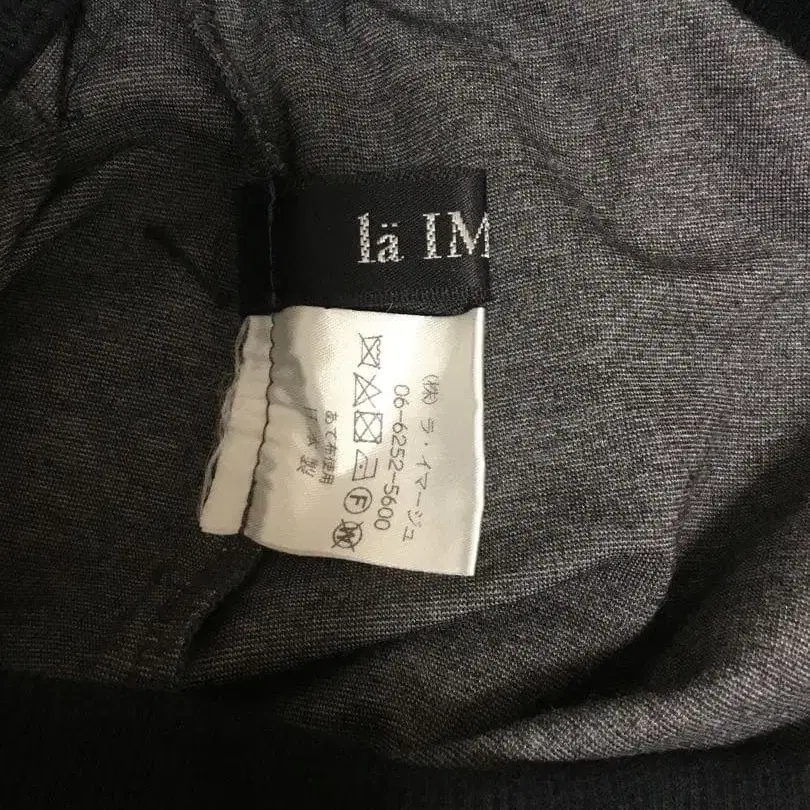 lä IM
(株) ラ・イマージュ
06-6252-5600
F
W
あて布使用
日本製